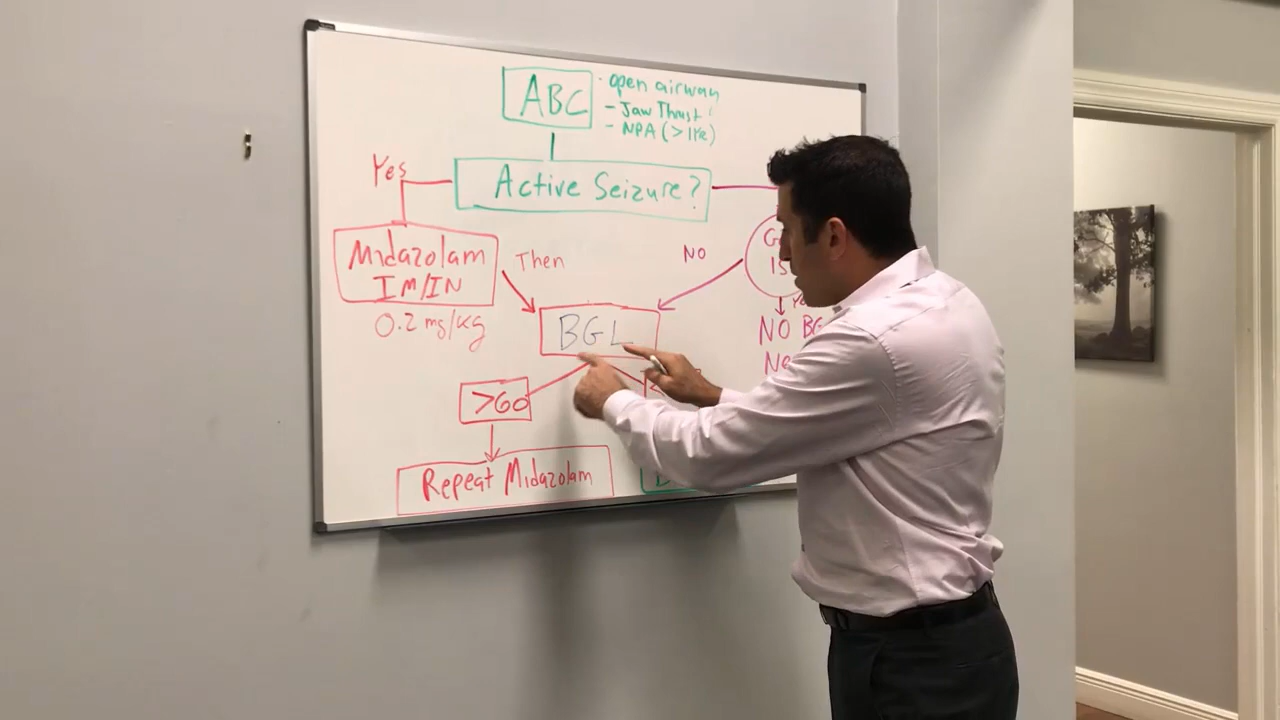 ABC
· open airway
- Jaw Thrust
- NPA (> 1yr)
Yes
Active Seizure?
Midazolam
IM/IN
0.2 mg/kg
Then
NO
BGL
NO
>60
<
Repeat Midazolam